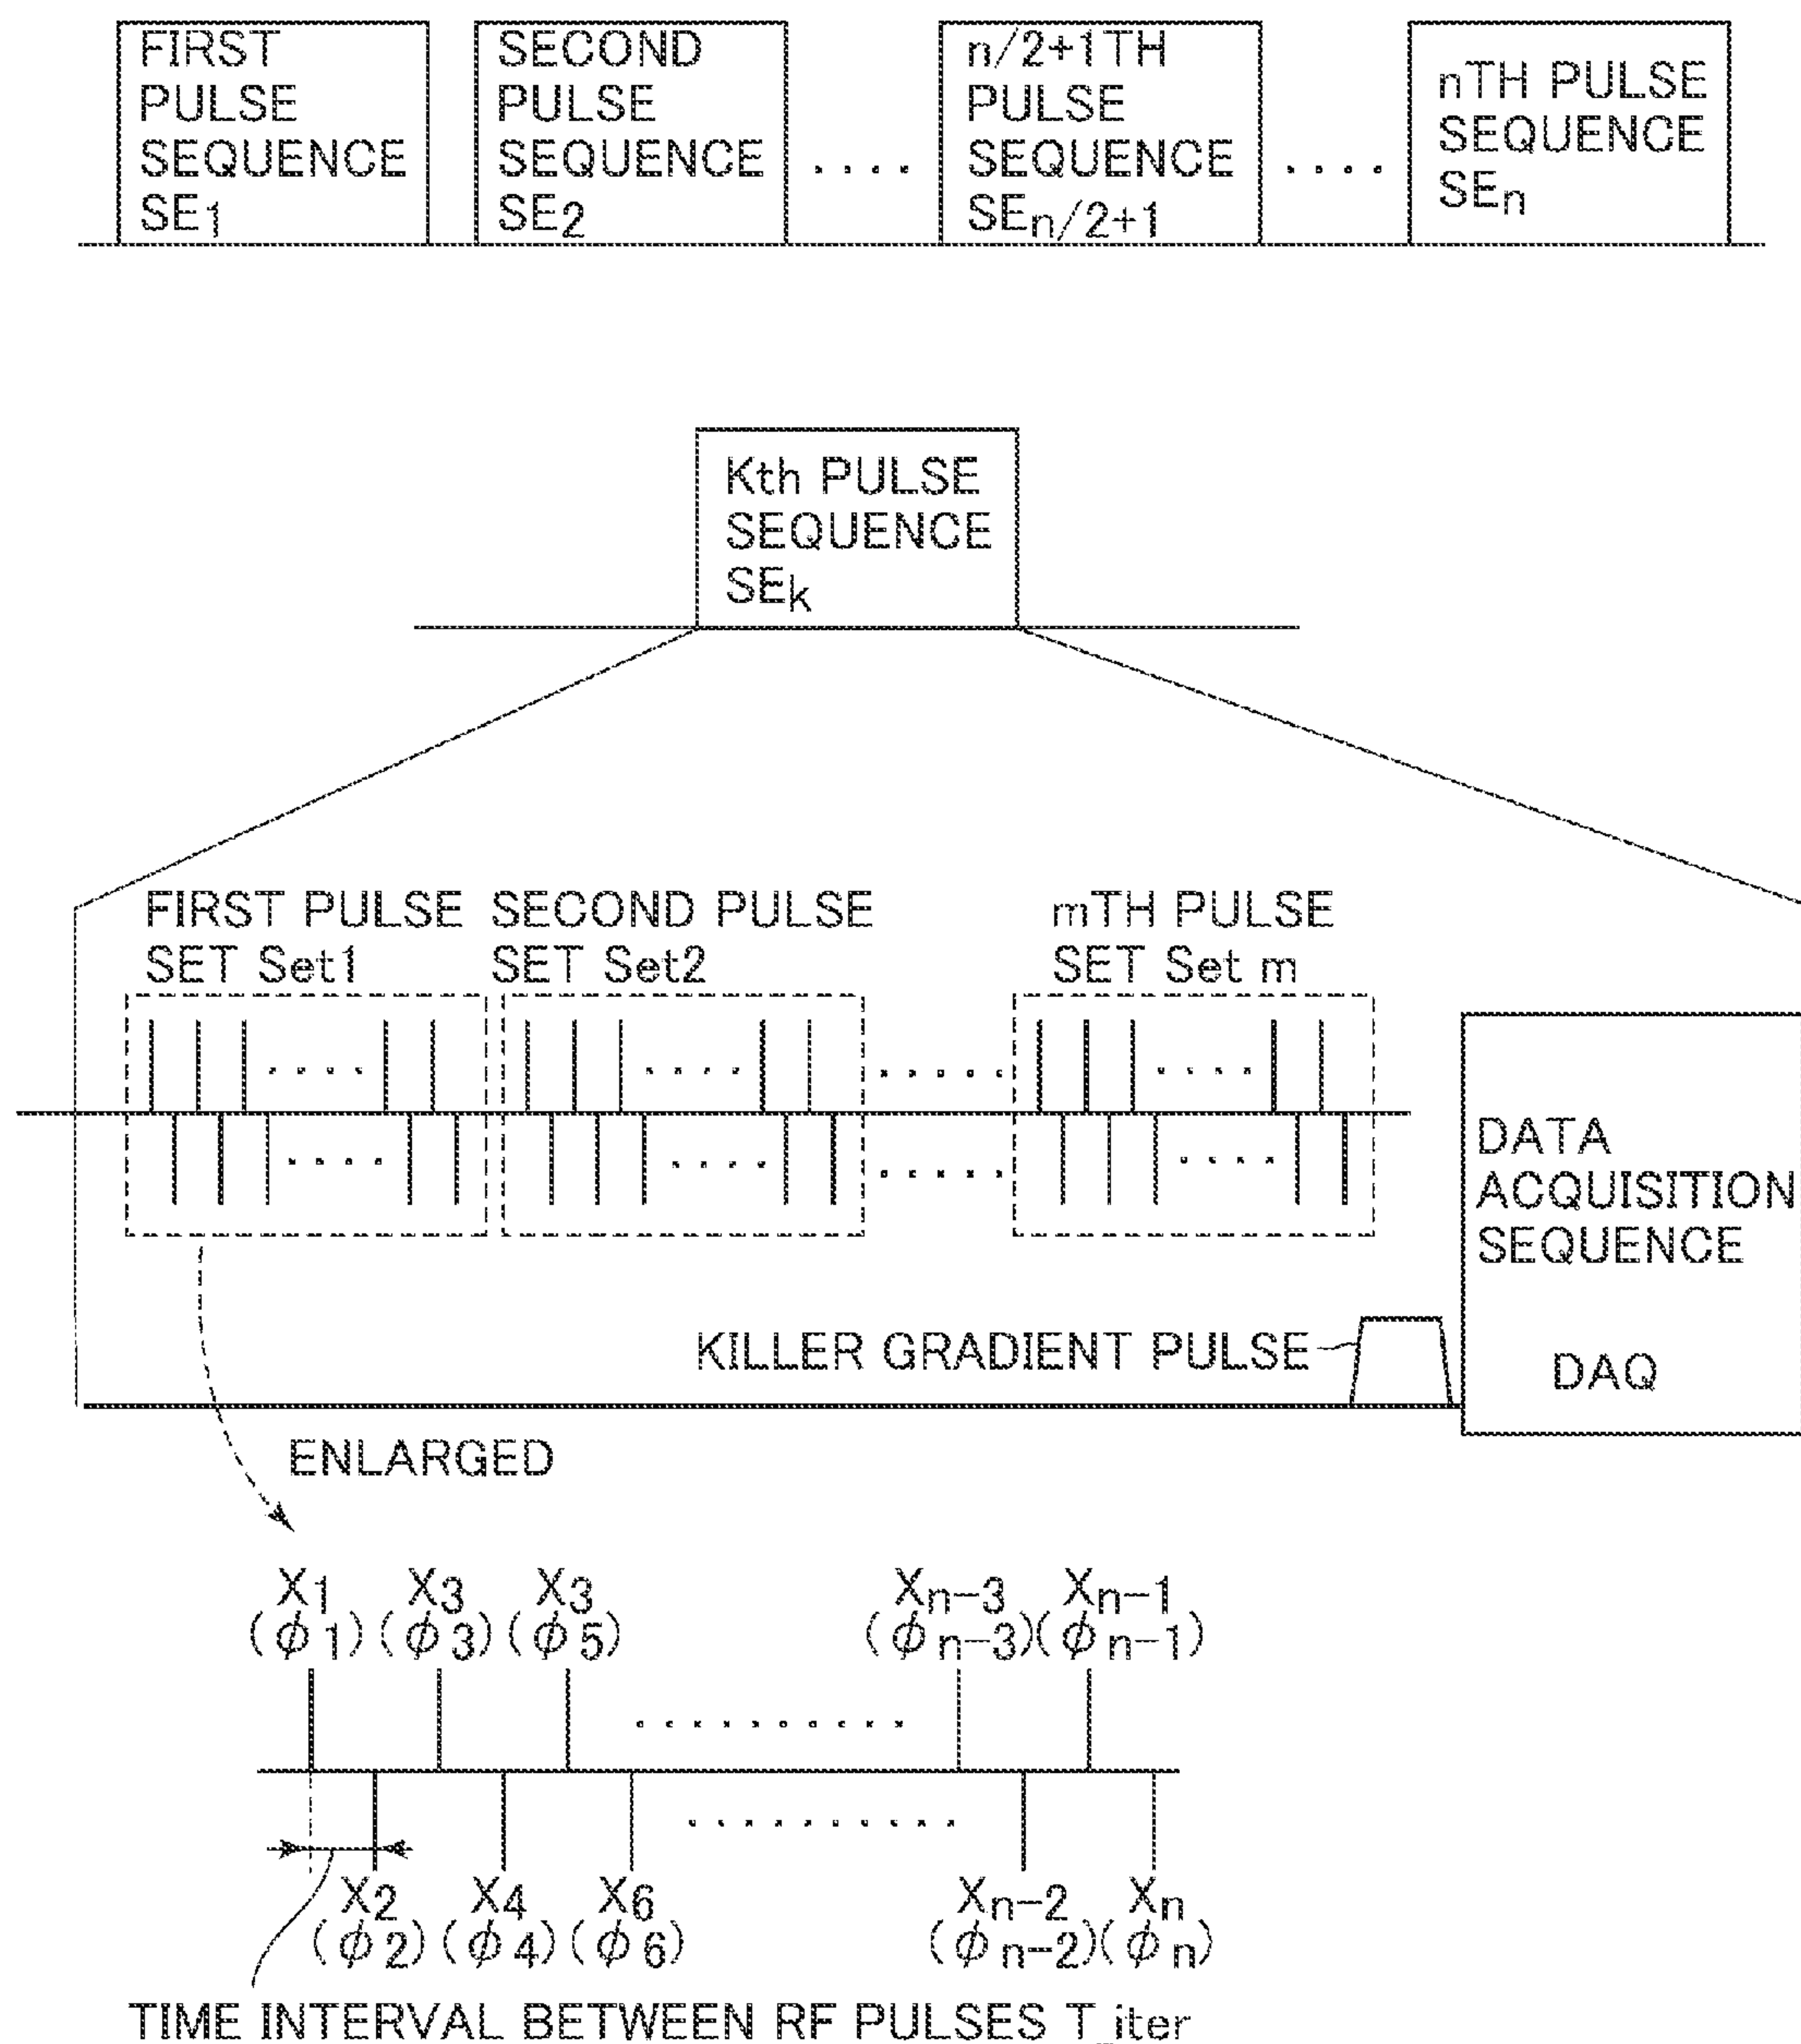 FIRST
PULSE
SEQUENCE
SE1
SECOND
PULSE
SEQUENCE
SE2
n/2+1TH
PULSE
SEQUENCE
SEn/2+1
nTH PULSE
SEQUENCE
SEn
Kth PULSE
SEQUENCE
SEk
FIRST PULSE
SET Set1
SECOND PULSE
SET Set2
mTH PULSE
SET Set m
DATA
ACQUISITION
SEQUENCE
DAQ
KILLER GRADIENT PULSE
ENLARGED
X1 X3 X3 Xn-3 Xn-1
(ϕ1) (ϕ3) (ϕ5) (ϕn-3) (ϕn-1)
X2 X4 X6 Xn-2 Xn
(ϕ2) (ϕ4) (ϕ6) (ϕn-2) (ϕn)
TIME INTERVAL BETWEEN RF PULSES T_iter